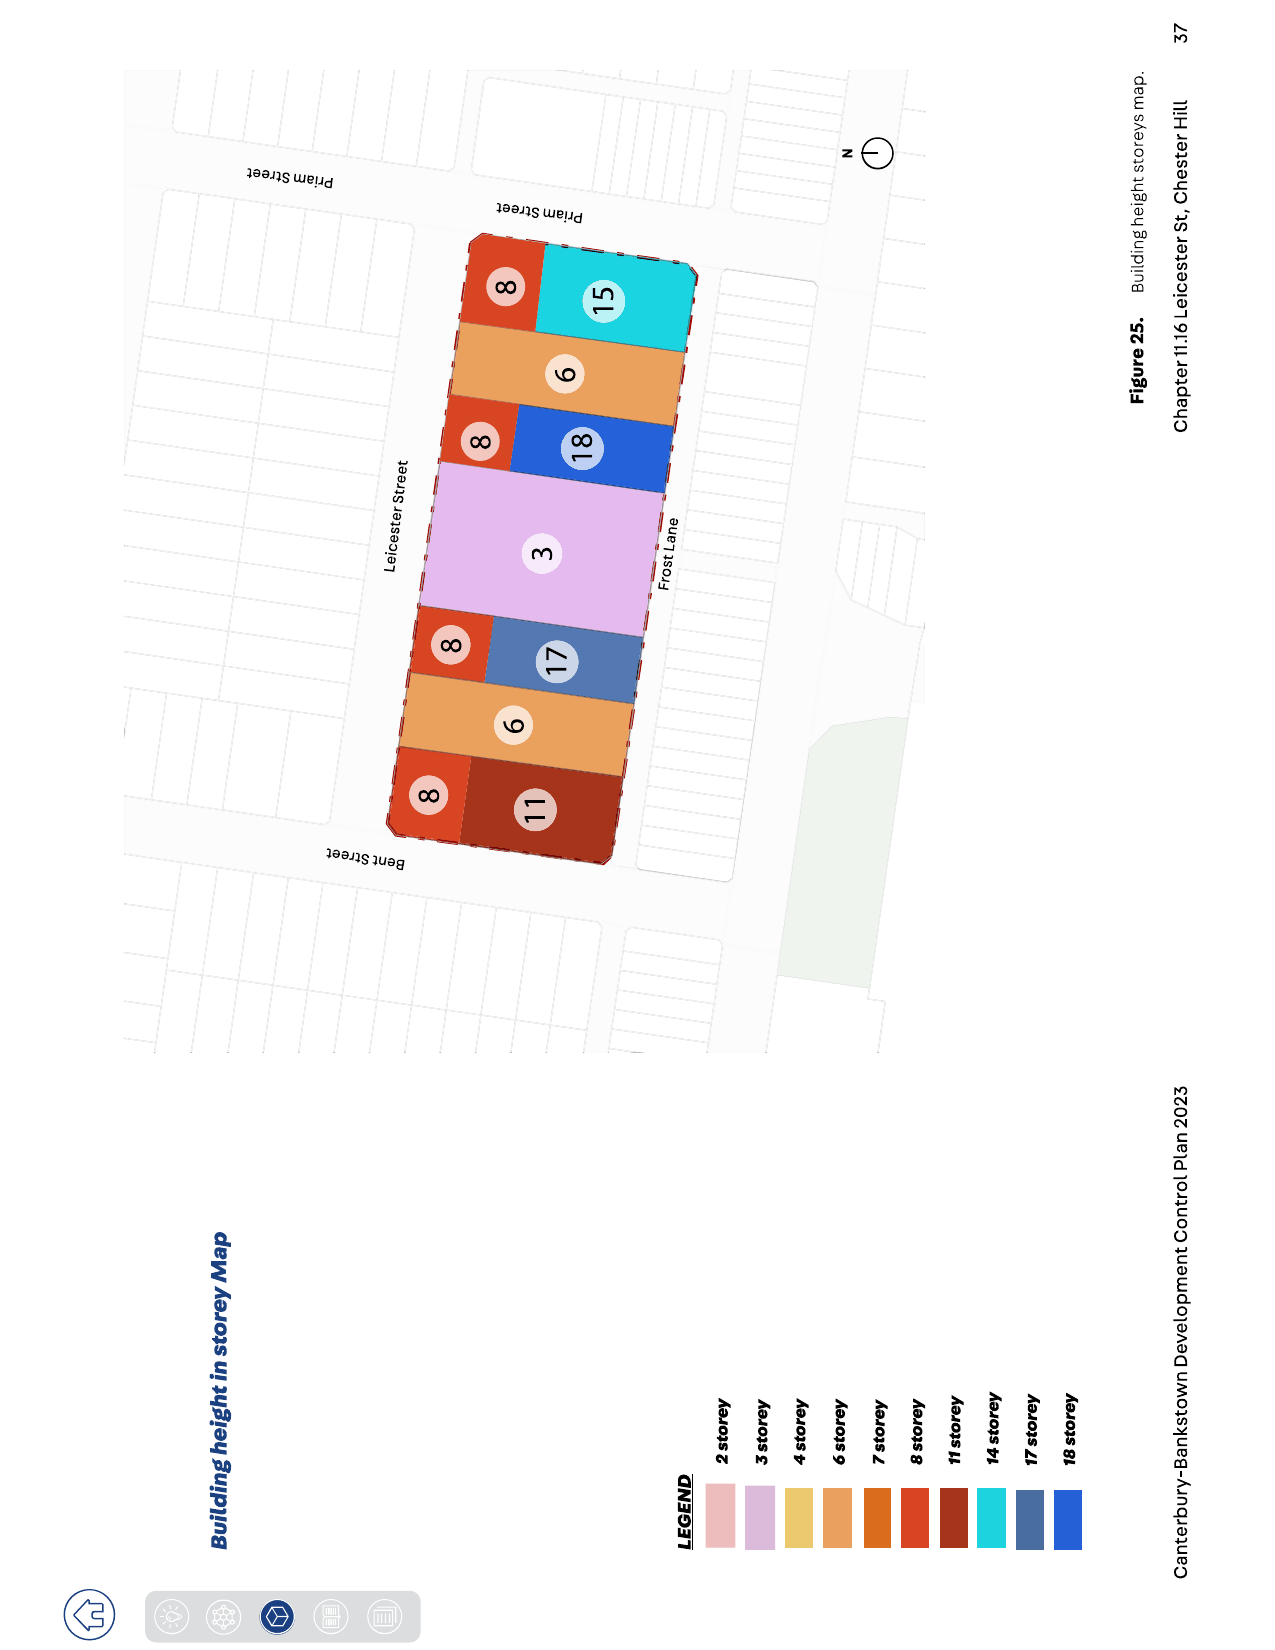 Building height in storey Map
LEGEND
2 storey
3 storey
4 storey
6 storey
7 storey
8 storey
11 storey
14 storey
17 storey
18 storey
Bent Street
Leicester Street
Priam Street
Priam Street
Frost Lane
8
11
6
8
17
3
8
18
6
8
15
N
Figure 25. Building height storeys map.
Canterbury-Bankstown Development Control Plan 2023
Chapter 11.16 Leicester St, Chester Hill
37